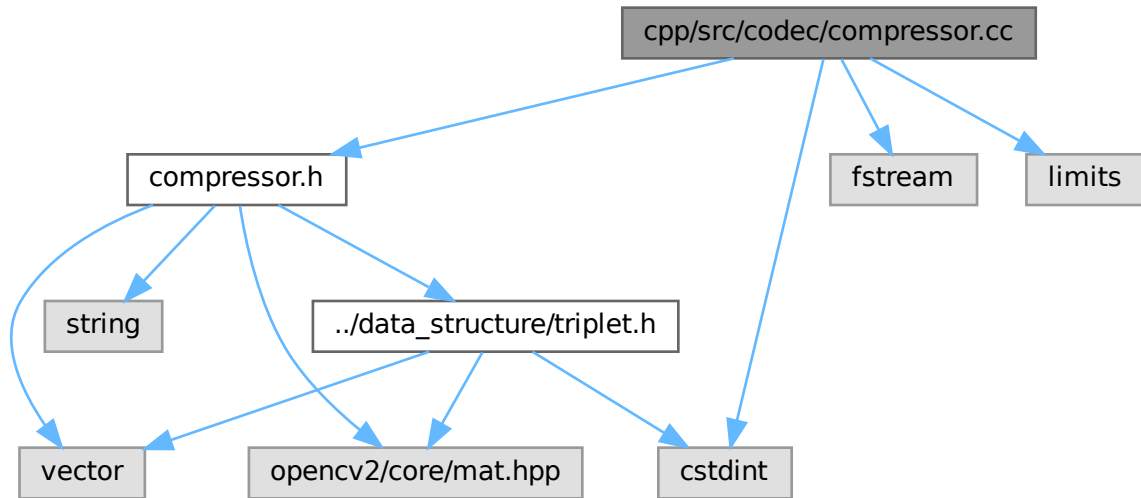 cpp/src/codec/compressor.cc
compressor.h
fstream
limits
string
../data_structure/triplet.h
vector
opencv2/core/mat.hpp
cstdint